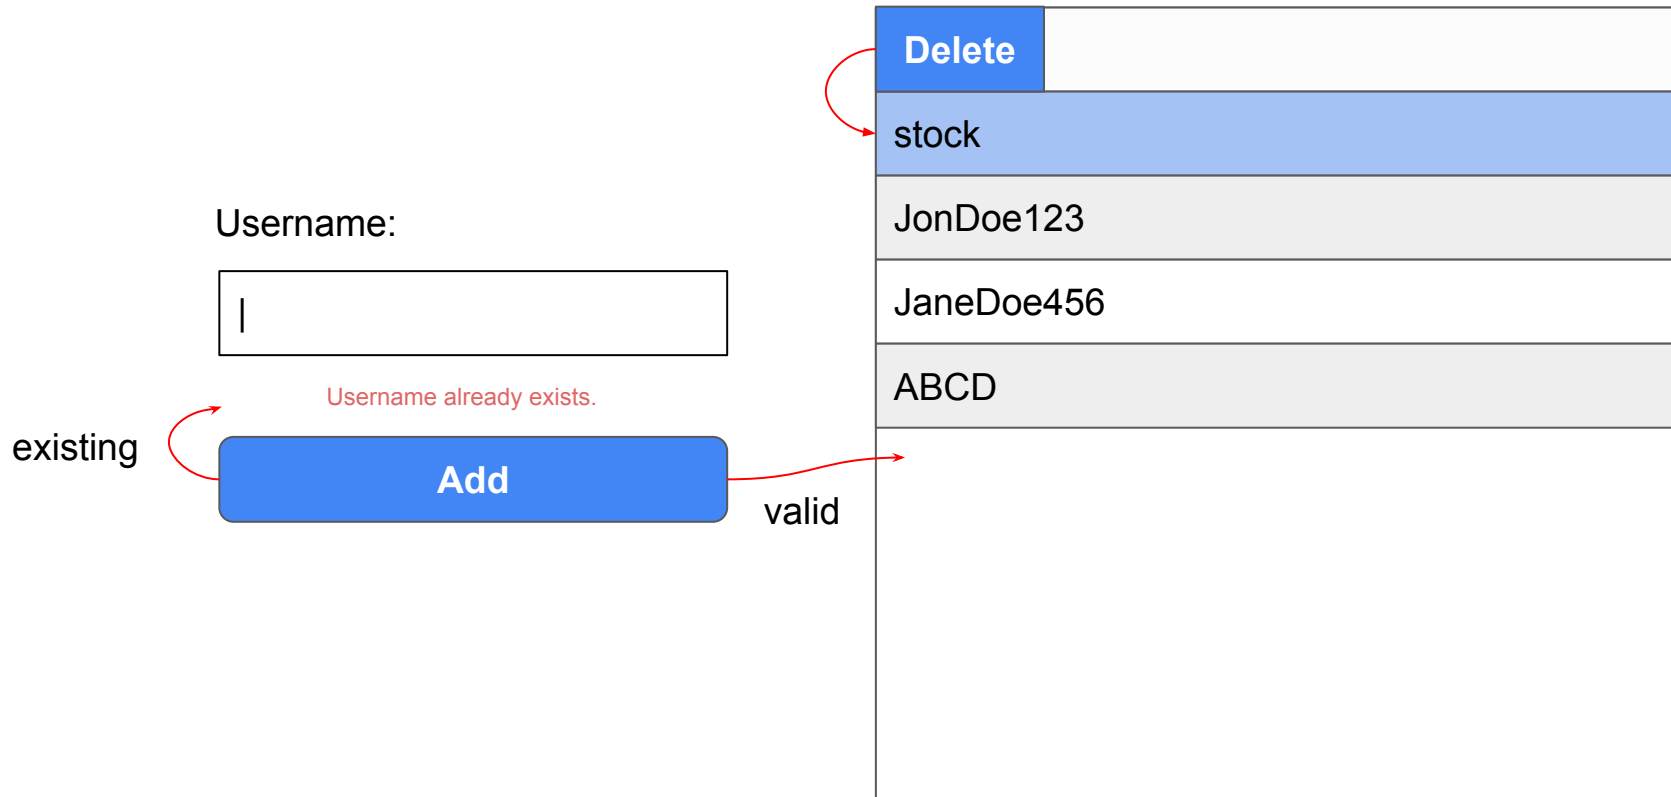 Username:
Username already exists.
existing
Add
valid
Delete
stock
JonDoe123
JaneDoe456
ABCD